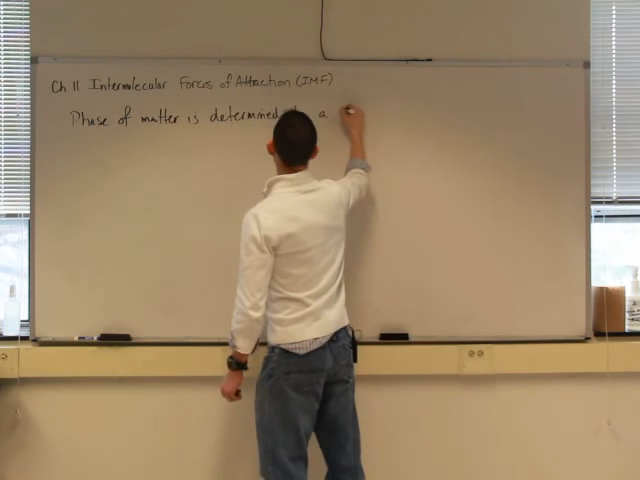 Ch 11 Intermolecular Forces of Attraction (IMF)
Phase of matter is determined a